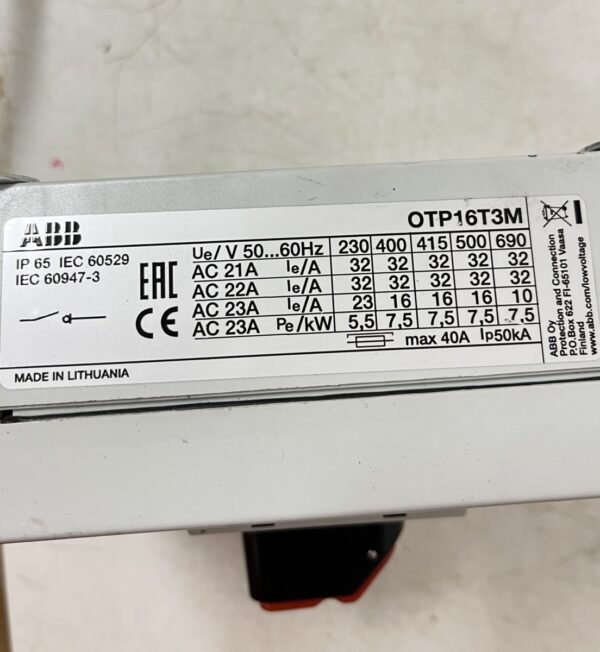 ABB
OTP16T3M
IP 65 IEC 60529
IEC 60947-3
EAC
CE
Ue/ V 50...60Hz 230 400 415 500 690
AC 21A Ie/A 32 32 32 32 32
AC 22A Ie/A 32 32 32 32 32
AC 23A Ie/A 23 16 16 16 10
AC 23A Pe/kW 5,5 7,5 7,5 7,5 7,5
max 40A Ip50kA
MADE IN LITHUANIA
ABB Oy
Protection and Connection
P.O.Box 622 FI-65101 Vaasa
Finland
www.abb.com/lowvoltage